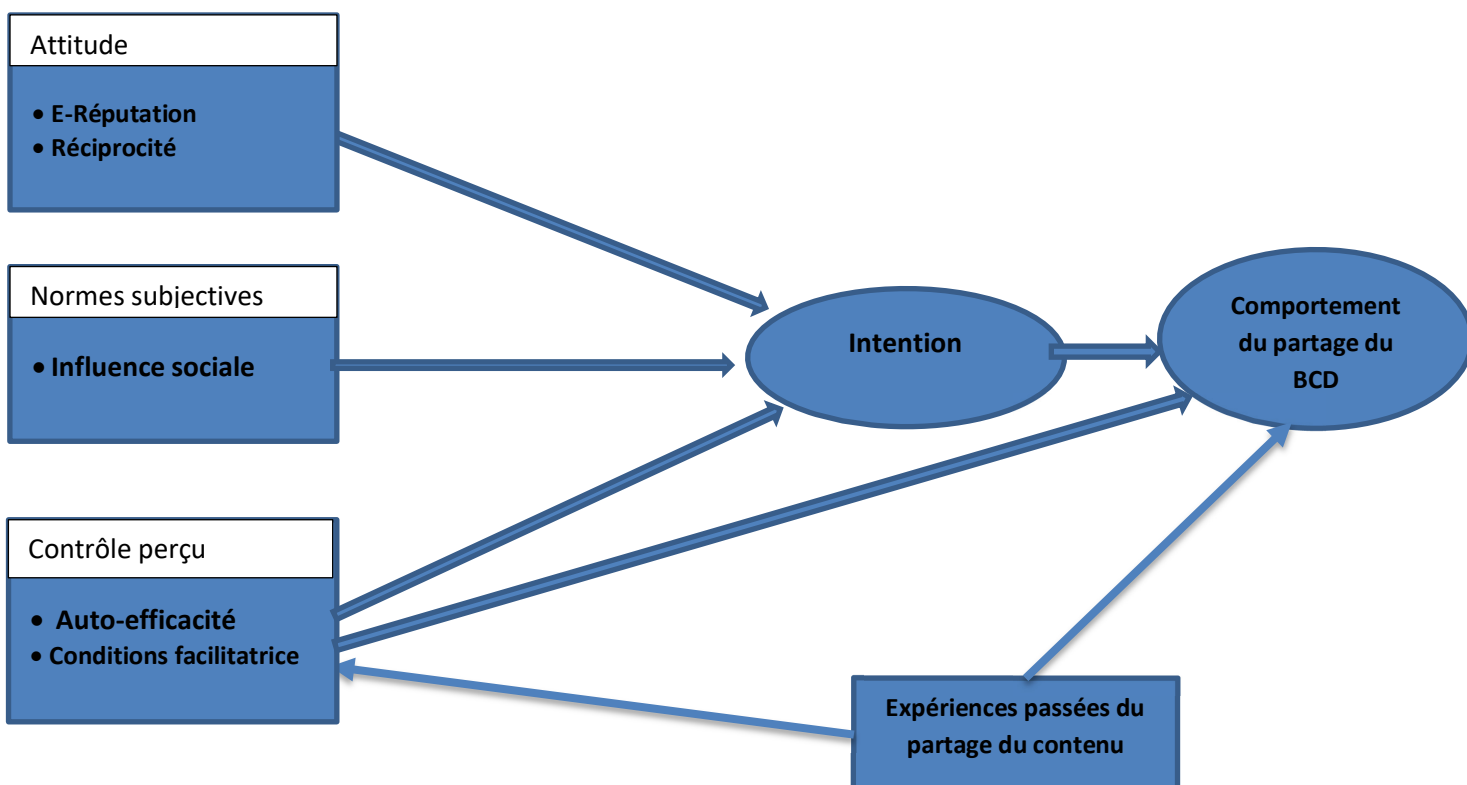 Attitude
• E-Réputation
• Réciprocité
Normes subjectives
• Influence sociale
Contrôle perçu
• Auto-efficacité
• Conditions facilitatrice
Intention
Comportement
du partage du
BCD
Expériences passées du
partage du contenu